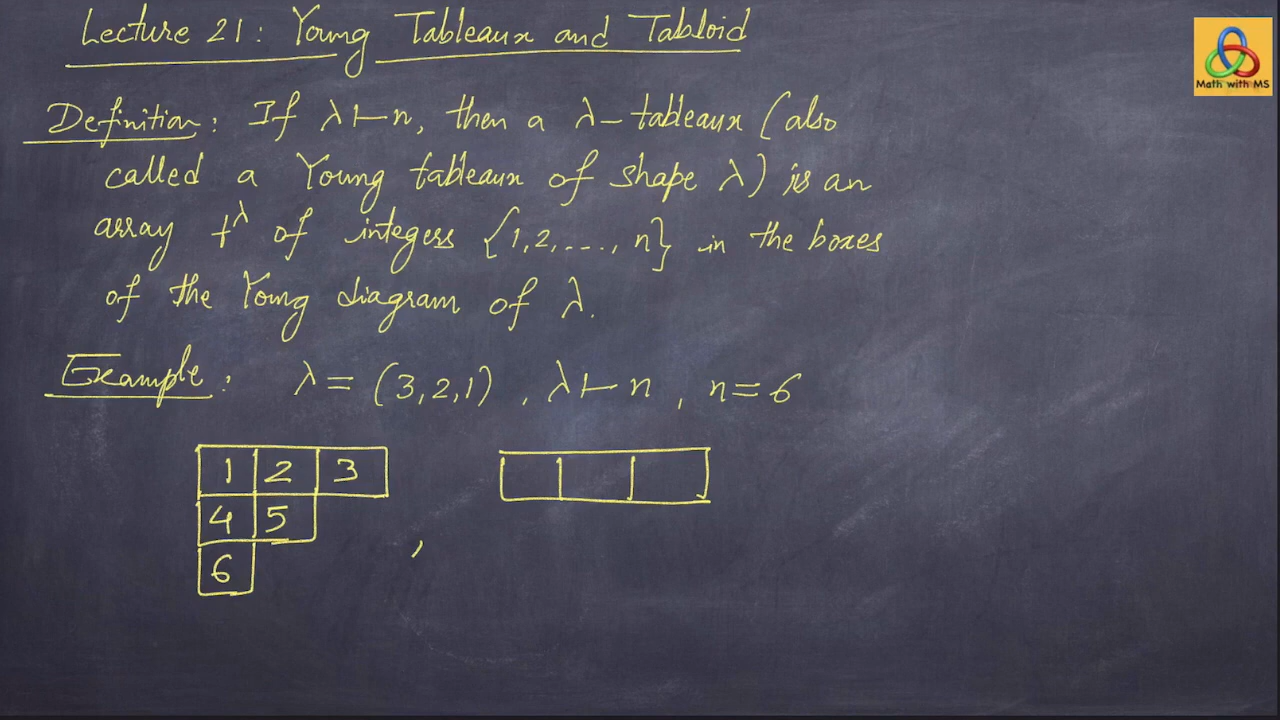 Lecture 21: Young Tableaux and Tabloid
Math with MS
Definition: If λ⊢n, then a λ-tableaux (also
called a Young tableaux of shape λ) is an
array t^λ of integers {1,2,...., n} in the boxes
of the Young diagram of λ.
Example: λ = (3,2,1), λ⊢n, n=6
1 2 3
4 5
,
6